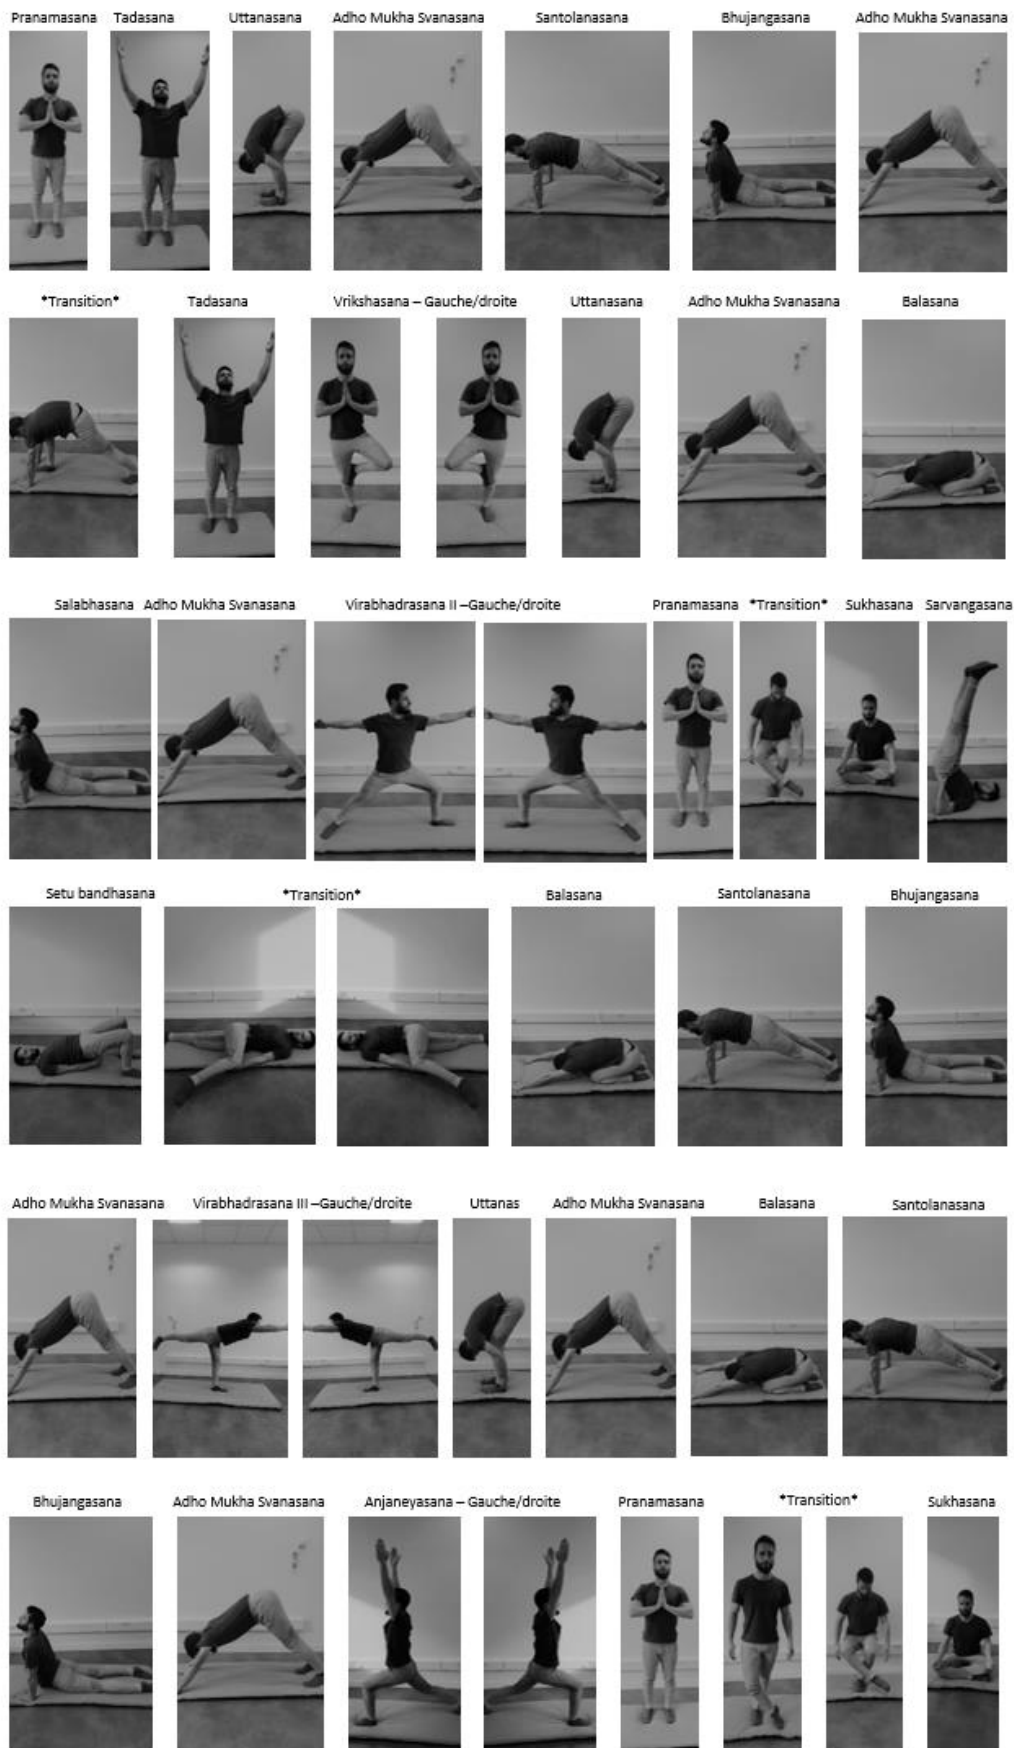 Pranamasana Tadasana Uttanasana Adho Mukha Svanasana Santolanasana Bhujangasana Adho Mukha Svanasana
*Transition* Tadasana Vrikshasana – Gauche/droite Uttanasana Adho Mukha Svanasana Balasana
Salabhasana Adho Mukha Svanasana Virabhadrasana II –Gauche/droite Pranamasana *Transition* Sukhasana Sarvangasana
Setu bandhasana *Transition* Balasana Santolanasana Bhujangasana
Adho Mukha Svanasana Virabhadrasana III –Gauche/droite Uttanas Adho Mukha Svanasana Balasana Santolanasana
Bhujangasana Adho Mukha Svanasana Anjaneyasana – Gauche/droite Pranamasana *Transition* Sukhasana